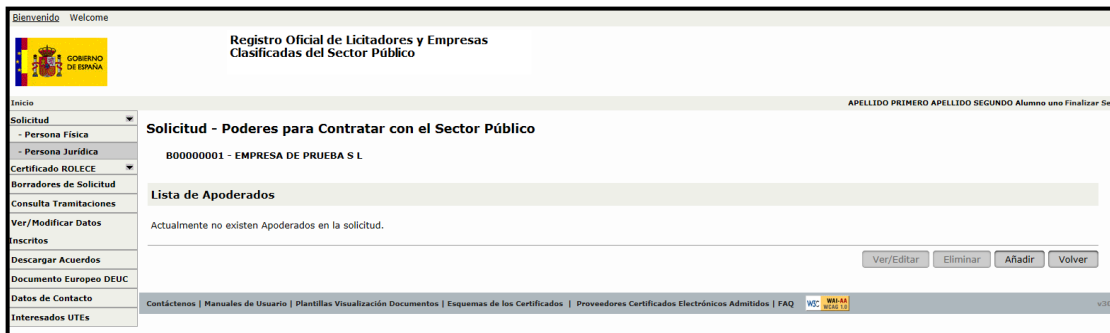 Bienvenido Welcome
GOBIERNO
DE ESPAÑA
Registro Oficial de Licitadores y Empresas
Clasificadas del Sector Público
Inicio
APELLIDO PRIMERO APELLIDO SEGUNDO Alumno uno Finalizar Se
Solicitud
- Persona Física
- Persona Jurídica
Certificado ROLECE
Borradores de Solicitud
Consulta Tramitaciones
Ver/Modificar Datos
Inscritos
Descargar Acuerdos
Documento Europeo DEUC
Datos de Contacto
Interesados UTEs
Solicitud - Poderes para Contratar con el Sector Público
B00000001 - EMPRESA DE PRUEBA S L
Lista de Apoderados
Actualmente no existen Apoderados en la solicitud.
Ver/Editar Eliminar Añadir Volver
Contáctenos | Manuales de Usuario | Plantillas Visualización Documentos | Esquemas de los Certificados | Proveedores Certificados Electrónicos Admitidos | FAQ W3C WAI-AA WCAG 1.0